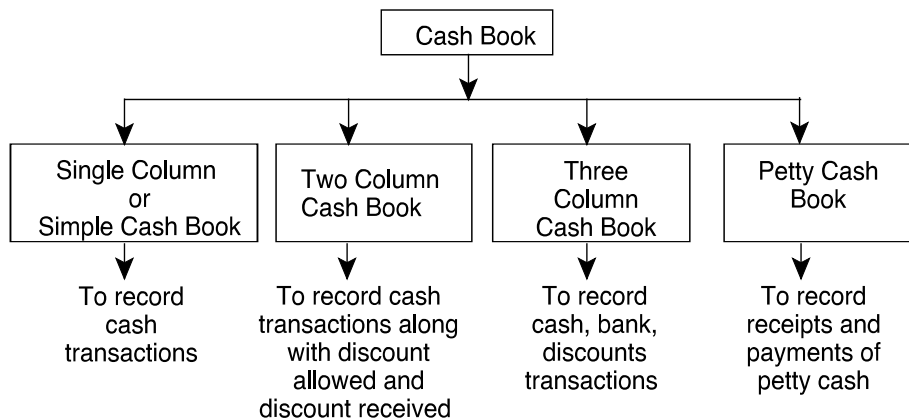 Cash Book
Single Column
or
Simple Cash Book
Two Column
Cash Book
Three
Column
Cash Book
Petty Cash
Book
To record
cash
transactions
To record cash
transactions along
with discount
allowed and
discount received
To record
cash, bank,
discounts
transactions
To record
receipts and
payments of
petty cash